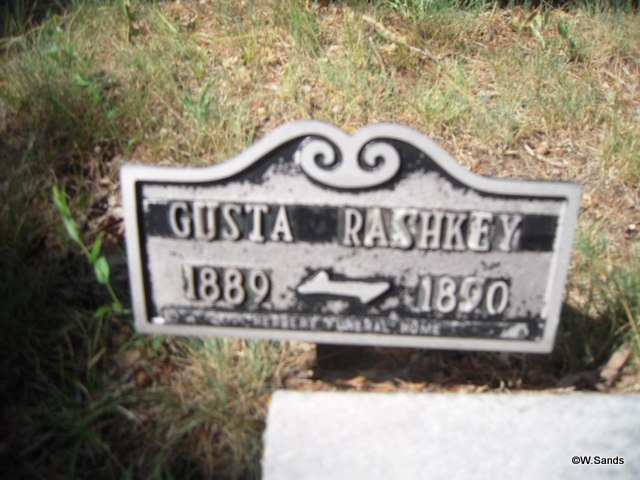 GUSTA RASHKEY
1889 1890
FUNERAL HOME
©W.Sands